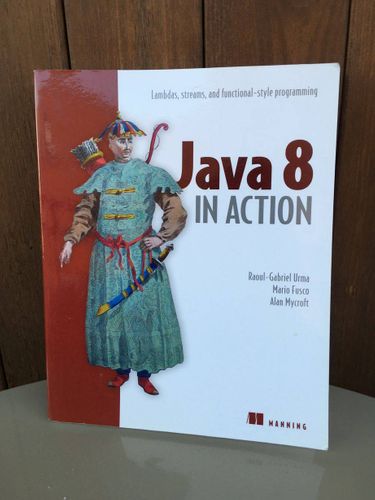 Lambdas, streams, and functional-style programming
Java 8
IN ACTION
Raoul-Gabriel Urma
Mario Fusco
Alan Mycroft
MANNING